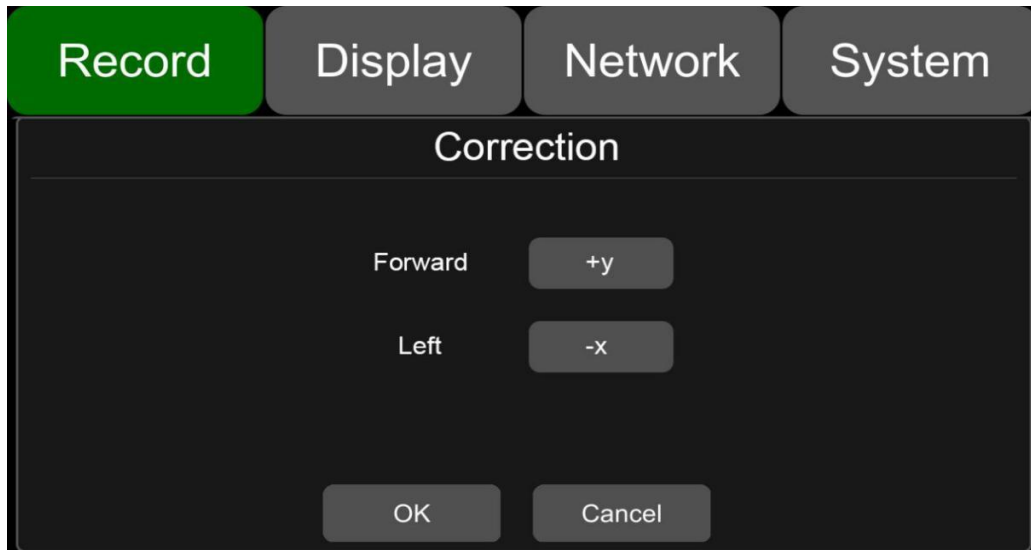 Record Display Network System
Correction
Forward +y
Left -x
OK Cancel